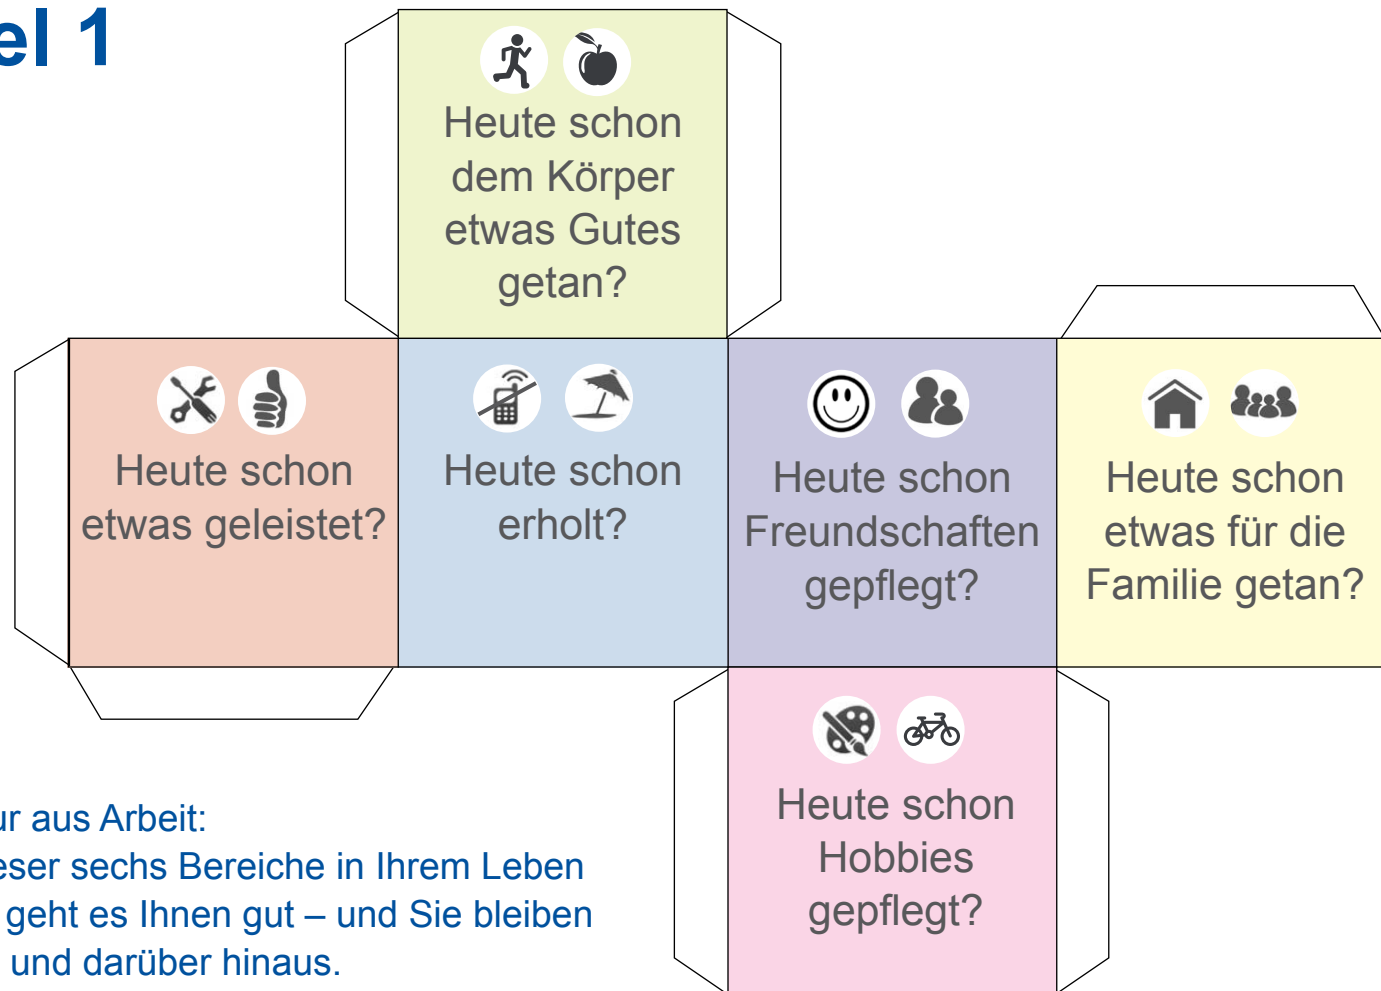 el 1
Heute schon
dem Körper
etwas Gutes
getan?
Heute schon
etwas geleistet?
Heute schon
erholt?
Heute schon
Freundschaften
gepflegt?
Heute schon
etwas für die
Familie getan?
Heute schon
Hobbies
gepflegt?
ur aus Arbeit:
eser sechs Bereiche in Ihrem Leben
geht es Ihnen gut – und Sie bleiben
und darüber hinaus.